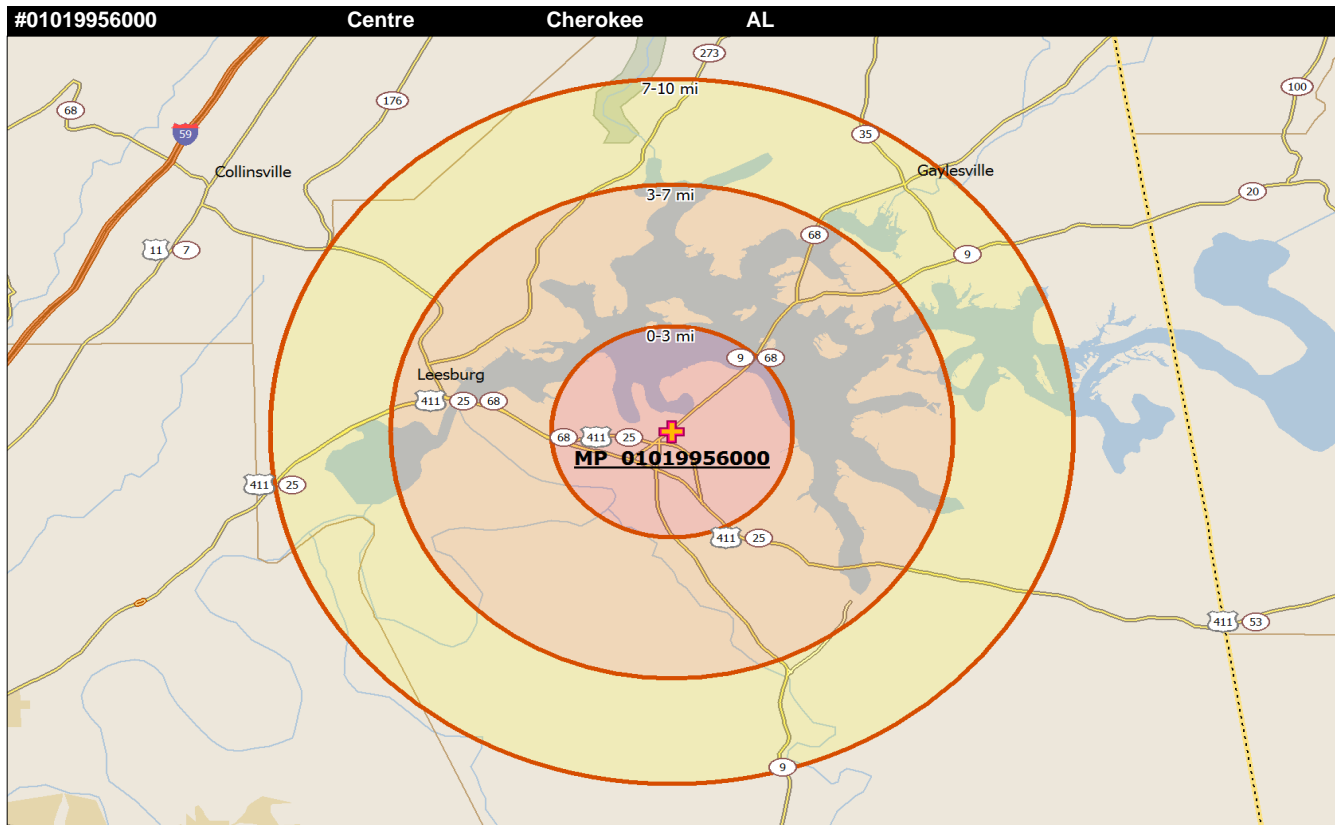 #01019956000 Centre Cherokee AL
273
7-10 mi
68
100
176
59
35
Collinsville
Gaylesville
20
3-7 mi
68
11 7
9
0-3 mi
9 68
Leesburg
411 25 68
68 411 25
MP 01019956000
411 25
411 25
411 53
9